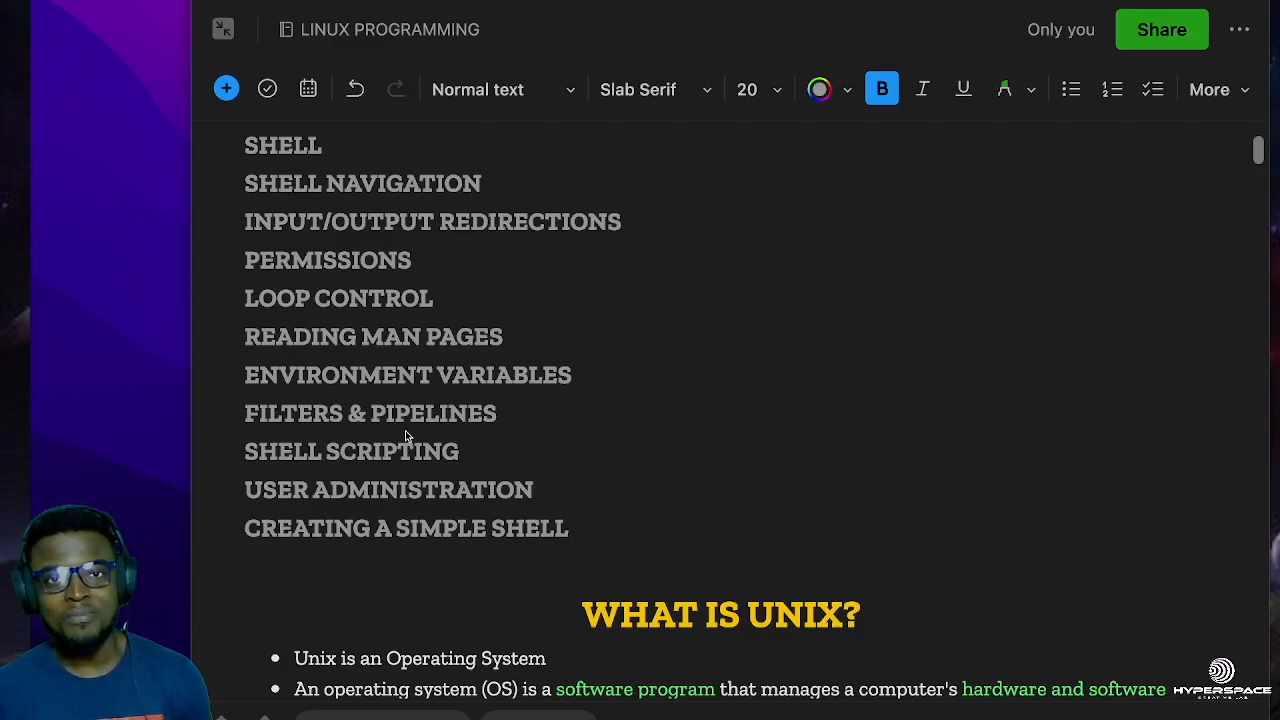 LINUX PROGRAMMING
Only you
Share
Normal text
Slab Serif
20
B
I
U
More
SHELL
SHELL NAVIGATION
INPUT/OUTPUT REDIRECTIONS
PERMISSIONS
LOOP CONTROL
READING MAN PAGES
ENVIRONMENT VARIABLES
FILTERS & PIPELINES
SHELL SCRIPTING
USER ADMINISTRATION
CREATING A SIMPLE SHELL
WHAT IS UNIX?
• Unix is an Operating System
• An operating system (OS) is a software program that manages a computer's hardware and software
HYPERSPACE